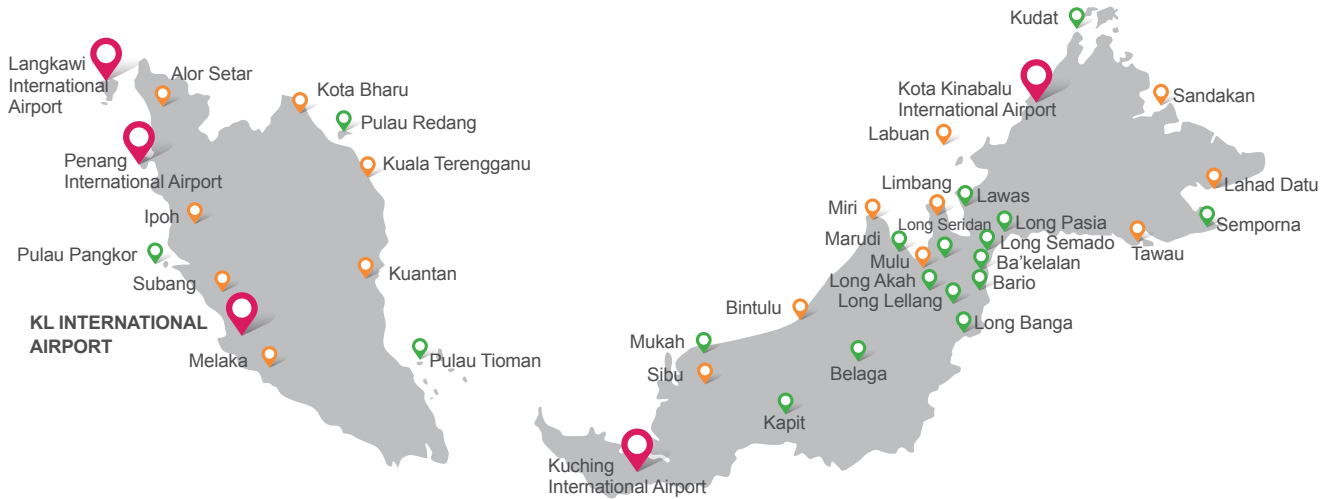 Langkawi
International
Airport
Alor Setar
Kota Bharu
Pulau Redang
Penang
International Airport
Kuala Terengganu
Ipoh
Pulau Pangkor
Subang
Kuantan
KL INTERNATIONAL
AIRPORT
Melaka
Pulau Tioman
Kudat
Kota Kinabalu
International Airport
Sandakan
Labuan
Lahad Datu
Limbang
Lawas
Miri
Long Seridan
Long Pasia
Semporna
Marudi
Long Semado
Tawau
Mulu
Ba'kelalan
Long Akah
Bario
Long Lellang
Bintulu
Long Banga
Mukah
Sibu
Belaga
Kapit
Kuching
International Airport